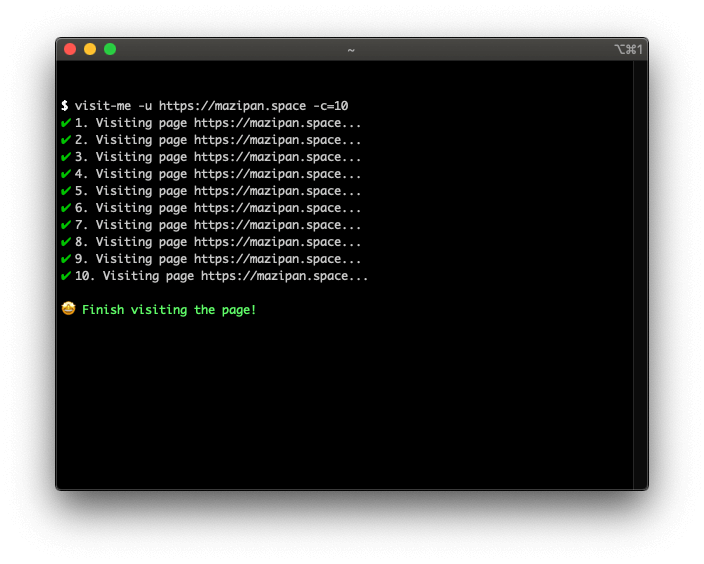 ~ ⌥⌘1
$ visit-me -u https://mazipan.space -c=10
✔ 1. Visiting page https://mazipan.space...
✔ 2. Visiting page https://mazipan.space...
✔ 3. Visiting page https://mazipan.space...
✔ 4. Visiting page https://mazipan.space...
✔ 5. Visiting page https://mazipan.space...
✔ 6. Visiting page https://mazipan.space...
✔ 7. Visiting page https://mazipan.space...
✔ 8. Visiting page https://mazipan.space...
✔ 9. Visiting page https://mazipan.space...
✔ 10. Visiting page https://mazipan.space...
🤩 Finish visiting the page!